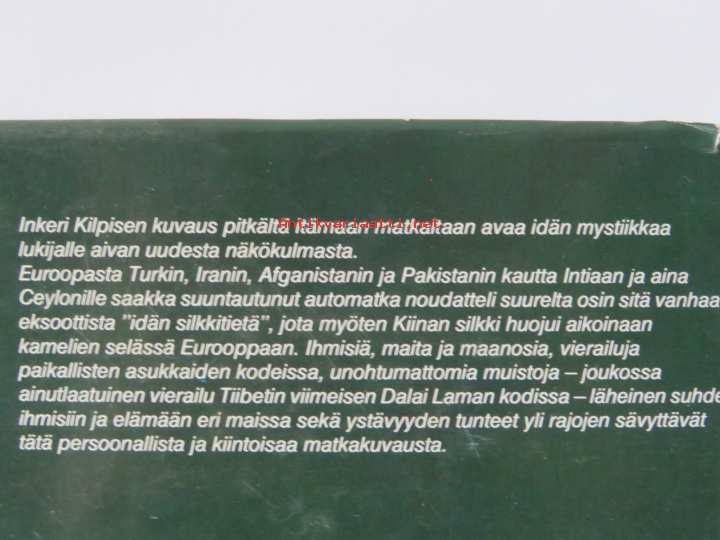 Inkeri Kilpisen kuvaus pitkältä Itämaan matkaltaan avaa idän mystiikkaa
Antikvariaatti.net
lukijalle aivan uudesta näkökulmasta.
Euroopasta Turkin, Iranin, Afganistanin ja Pakistanin kautta Intiaan ja aina
Ceylonille saakka suuntautunut automatka noudatteli suurelta osin sitä vanhaa
eksoottista "idän silkkitietä", jota myöten Kiinan silkki huojui aikoinaan
kamelien selässä Eurooppaan. Ihmisiä, maita ja maanosia, vierailuja
paikallisten asukkaiden kodeissa, unohtumattomia muistoja – joukossa
ainutlaatuinen vierailu Tiibetin viimeisen Dalai Laman kodissa – läheinen suhde
ihmisiin ja elämään eri maissa sekä ystävyyden tunteet yli rajojen sävyttävät
tätä persoonallista ja kiintoisaa matkakuvausta.